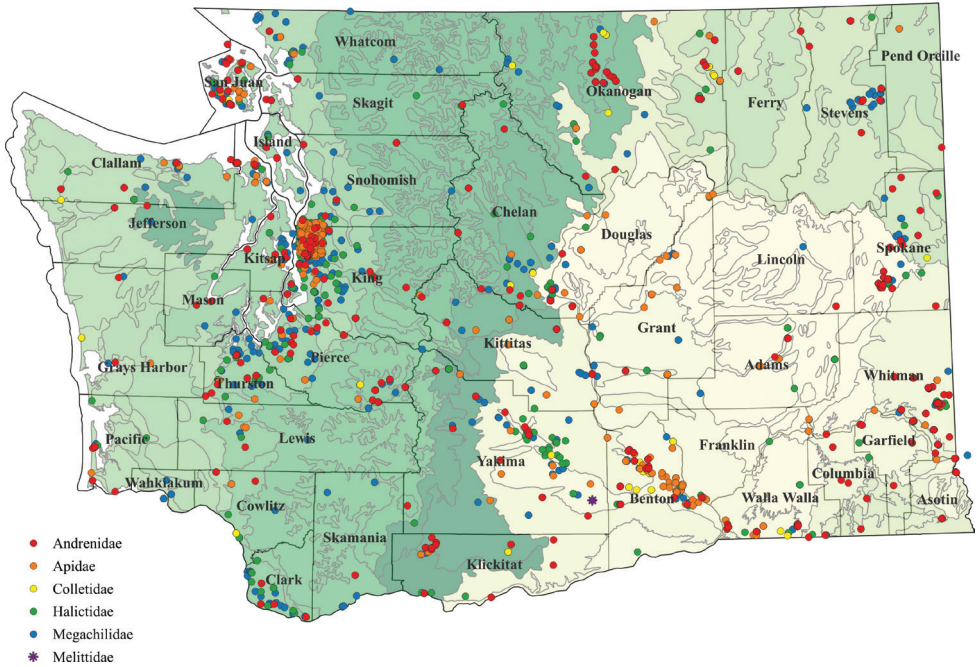 Whatcom
Pend Oreille
San Juan
Okanogan
Ferry
Skagit
Stevens
Island
Clallam
Snohomish
Chelan
Jefferson
Douglas
Spokane
Kitsap
Lincoln
King
Mason
Grant
Kittitas
Pierce
Adams
Grays Harbor
Whitman
Thurston
Pacific
Lewis
Franklin
Garfield
Yakima
Columbia
Wahkiakum
Benton
Walla Walla
Asotin
Cowlitz
Skamania
Klickitat
Clark
Andrenidae
Apidae
Colletidae
Halictidae
Megachilidae
Melittidae